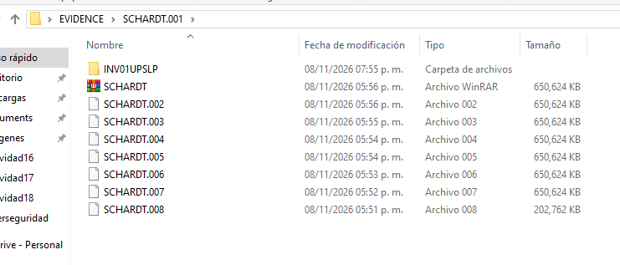 EVIDENCE > SCHARDT.001 >
Nombre Fecha de modificación Tipo Tamaño
so rápido
itorio
cargas
uments
ágenes
vidad16
vidad17
vidad18
erseguridad
rive - Personal
INV01UPSLP 08/11/2026 07:55 p. m. Carpeta de archivos
SCHARDT 08/11/2026 05:56 p. m. Archivo WinRAR 650,624 KB
SCHARDT.002 08/11/2026 05:56 p. m. Archivo 002 650,624 KB
SCHARDT.003 08/11/2026 05:55 p. m. Archivo 003 650,624 KB
SCHARDT.004 08/11/2026 05:54 p. m. Archivo 004 650,624 KB
SCHARDT.005 08/11/2026 05:54 p. m. Archivo 005 650,624 KB
SCHARDT.006 08/11/2026 05:53 p. m. Archivo 006 650,624 KB
SCHARDT.007 08/11/2026 05:52 p. m. Archivo 007 650,624 KB
SCHARDT.008 08/11/2026 05:51 p. m. Archivo 008 202,762 KB